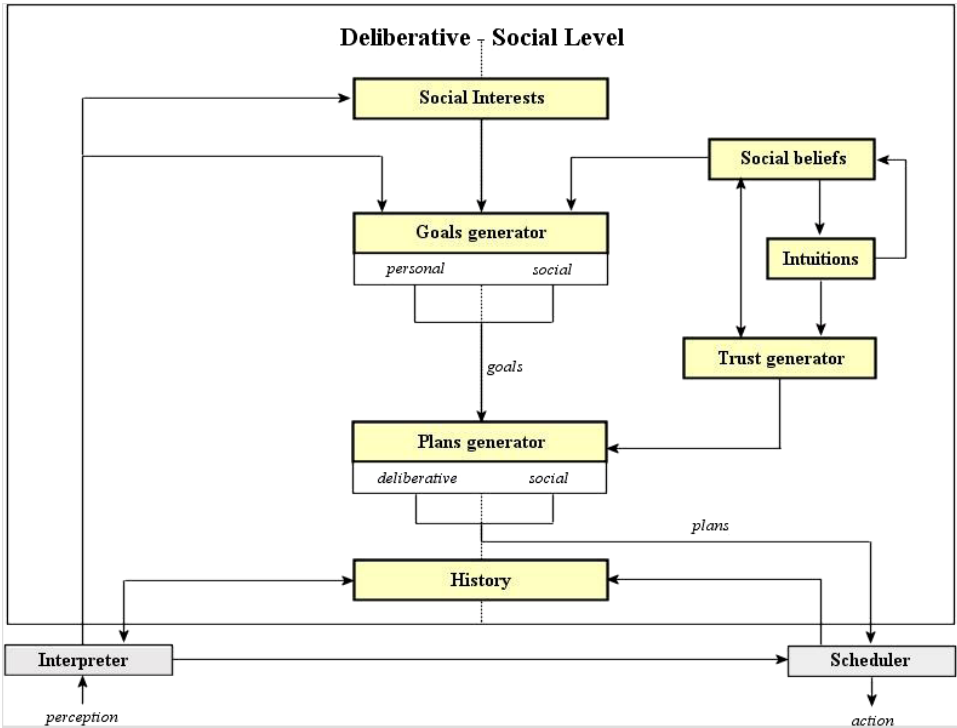 Deliberative - Social Level
Social Interests
Social beliefs
Goals generator
personal social
Intuitions
Trust generator
goals
Plans generator
deliberative social
plans
History
Interpreter
Scheduler
perception
action